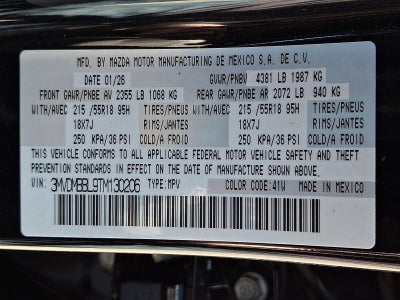 MFD. BY MAZDA MOTOR MANUFACTURING DE MEXICO S.A. DE C.V.
DATE 01/26 GVWR/PNBV 4381 LB 1987 KG
FRONT GAWR/PNBE AV 2355 LB 1068 KG REAR GAWR/PNBE AR 2072 LB 940 KG
WITH/AVEC 215 /55R18 95H TIRES/PNEUS WITH/AVEC 215 /55R18 95H TIRES/PNEUS
18X7J RIMS/JANTES 18X7J RIMS/JANTES
250 KPA/36 PSI COLD/A FROID 250 KPA/36 PSI COLD/A FROID
THIS VEHICLE CONFORMS TO ALL APPLICABLE FEDERAL MOTOR VEHICLE SAFETY AND THEFT
PREVENTION STANDARDS IN EFFECT ON THE DATE OF MANUFACTURE SHOWN ABOVE.
VIN: 3MVDMBBL9TM130206 TYPE: MPV COLOR CODE: 41W MADE IN MEXICO